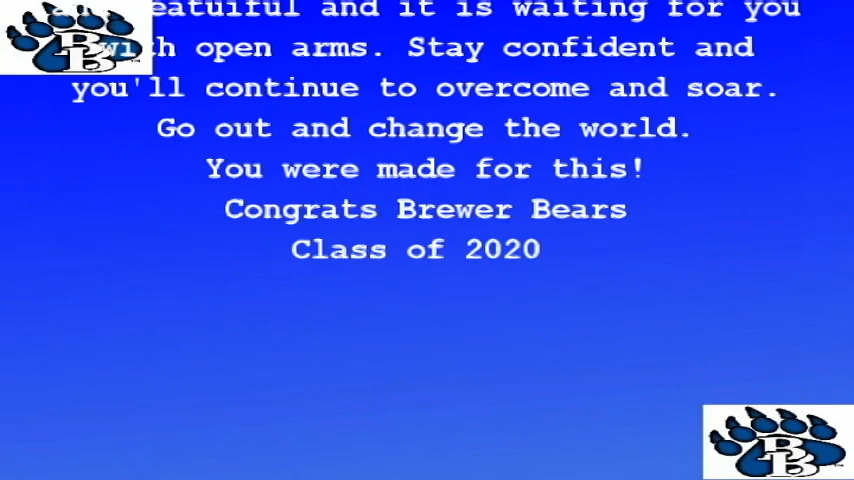 and it is waiting for you
with open arms. Stay confident and
you'll continue to overcome and soar.
Go out and change the world.
You were made for this!
Congrats Brewer Bears
Class of 2020